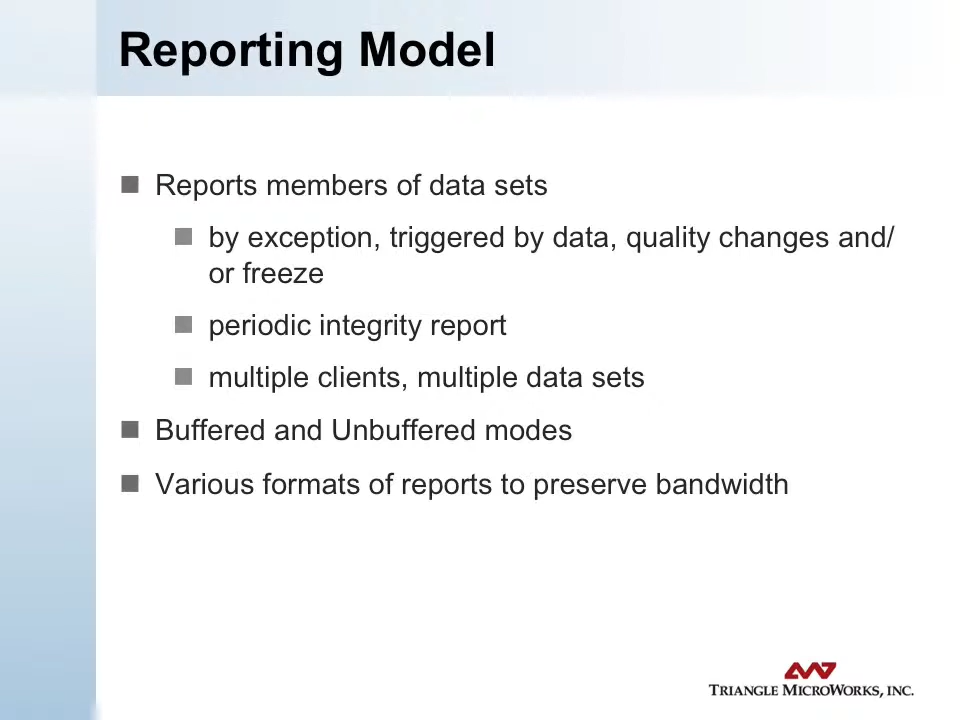 Reporting Model
Reports members of data sets
by exception, triggered by data, quality changes and/
or freeze
periodic integrity report
multiple clients, multiple data sets
Buffered and Unbuffered modes
Various formats of reports to preserve bandwidth
TRIANGLE MICROWORKS, INC.